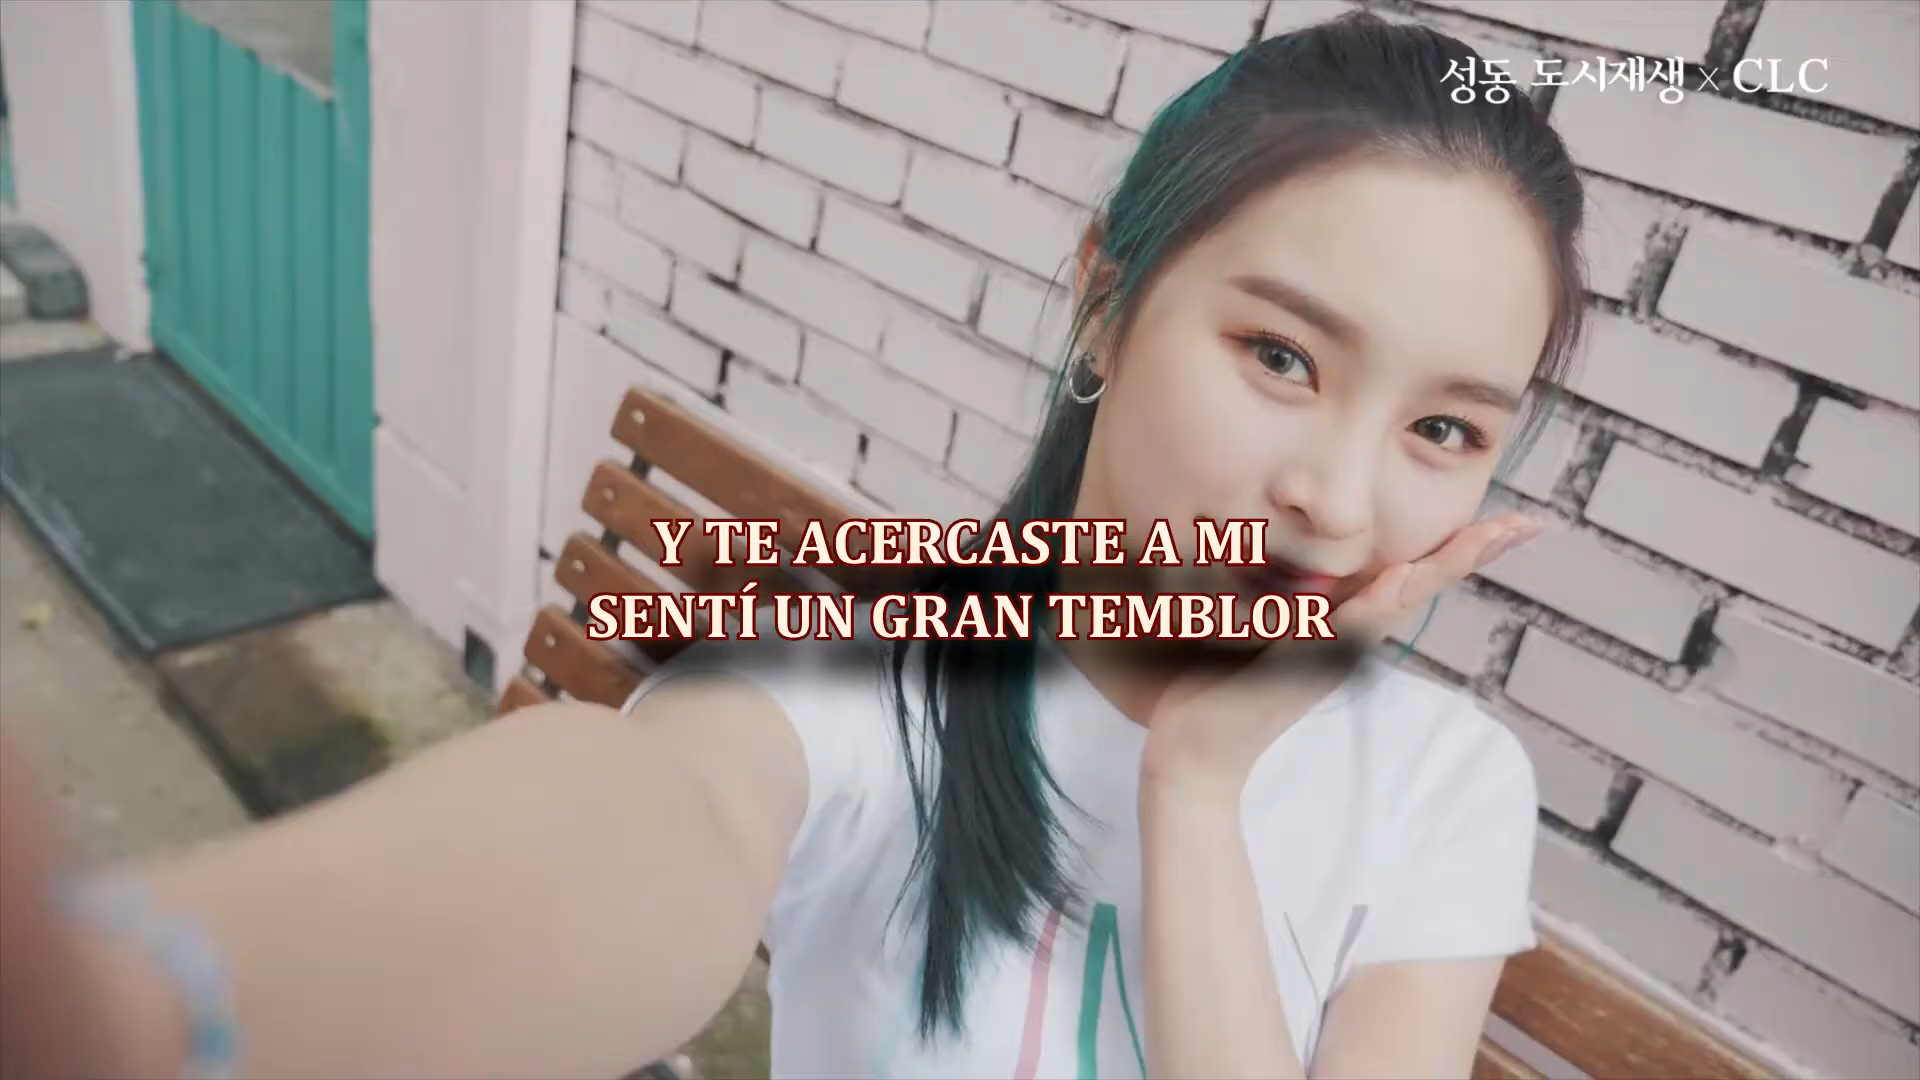 성동 도시재생 x CLC
Y TE ACERCASTE A MI
SENTÍ UN GRAN TEMBLOR